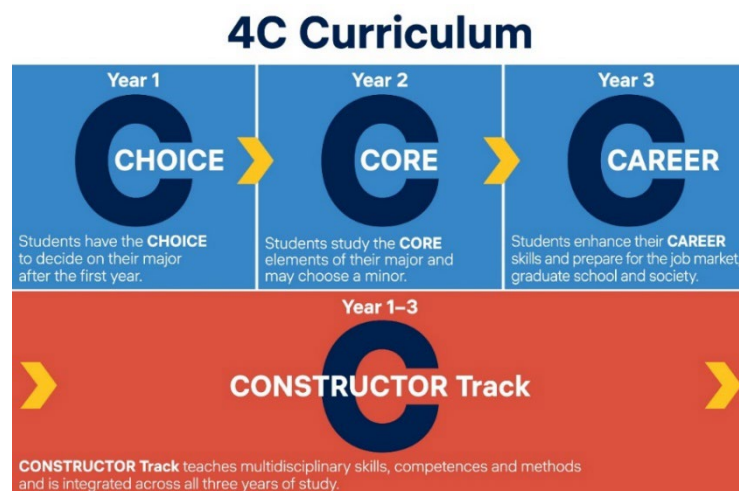 4C Curriculum
Year 1
CHOICE
Students have the CHOICE
to decide on their major
after the first year.
Year 2
CORE
Students study the CORE
elements of their major and
may choose a minor.
Year 3
CAREER
Students enhance their CAREER
skills and prepare for the job market
graduate school and society.
Year 1–3
CONSTRUCTOR Track
CONSTRUCTOR Track teaches multidisciplinary skills, competences and methods
and is integrated across all three years of study.